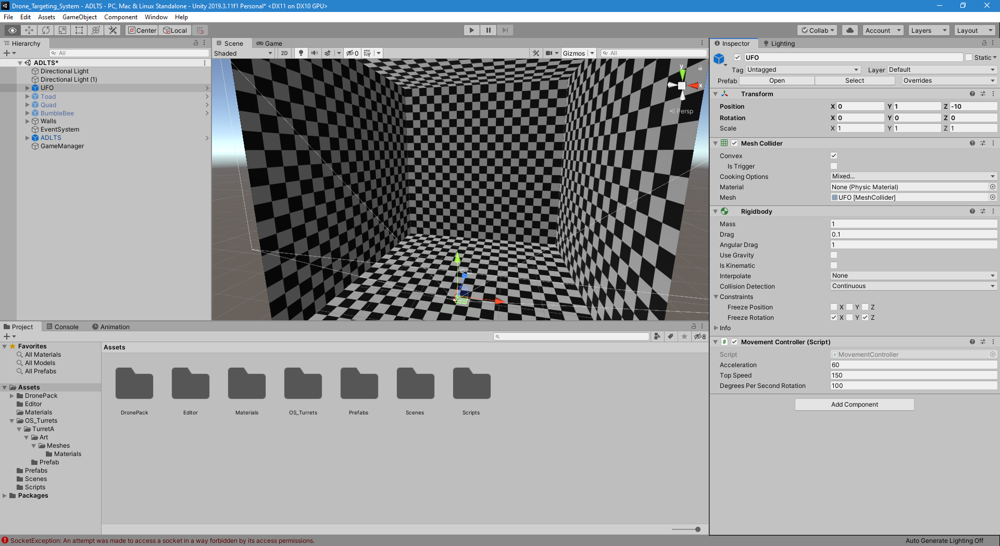 Drone_Targeting_System - ADLTS - PC, Mac & Linux Standalone - Unity 2019.3.11f1 Personal* <DX11 on DX10 GPU>
File Edit Assets GameObject Component Window Help
Center Local Collab Account Layers Layout
Hierarchy
All
ADLTS*
Directional Light
Directional Light (1)
UFO
Toad
Quad
BumbleBee
Walls
EventSystem
ADLTS
GameManager
Scene Game
Shaded 2D 0 Gizmos All
y
x
Persp
Inspector Lighting
UFO Static
Tag Untagged Layer Default
Prefab Open Select Overrides
Transform
Position X 0 Y 1 Z -10
Rotation X 0 Y 0 Z 0
Scale X 1 Y 1 Z 1
Mesh Collider
Convex
Is Trigger
Cooking Options Mixed...
Material None (Physic Material)
Mesh UFO [MeshCollider]
Rigidbody
Mass 1
Drag 0.1
Angular Drag 1
Use Gravity
Is Kinematic
Interpolate None
Collision Detection Continuous
Constraints
Freeze Position X Y Z
Freeze Rotation X Y Z
Info
Movement Controller (Script)
Script MovementController
Acceleration 60
Top Speed 150
Degrees Per Second Rotation 100
Add Component
Project Console Animation
8
Favorites
All Materials
All Models
All Prefabs
Assets
DronePack
Editor
Materials
OS_Turrets
TurretA
Art
Meshes
Materials
Prefab
Prefabs
Scenes
Scripts
Packages
Assets
DronePack Editor Materials OS_Turrets Prefabs Scenes Scripts
SocketException: An attempt was made to access a socket in a way forbidden by its access permissions.
Auto Generate Lighting Off